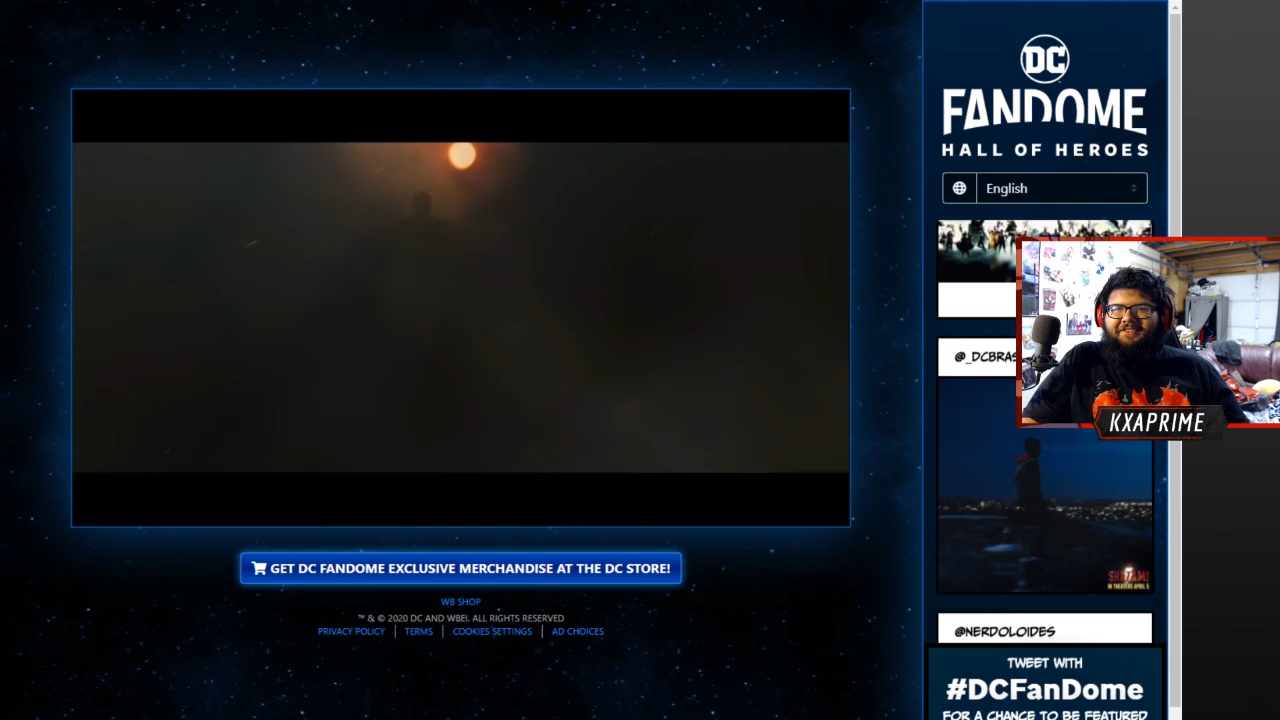 DC
FANDOME
HALL OF HEROES
English
@_DCBRAS
KXAPRIME
SHAZAM!
IN THEATERS APRIL 5
GET DC FANDOME EXCLUSIVE MERCHANDISE AT THE DC STORE!
WB SHOP
™ & © 2020 DC AND WBEI. ALL RIGHTS RESERVED
PRIVACY POLICY
TERMS
COOKIES SETTINGS
AD CHOICES
@NERDOLOIDES
TWEET WITH
#DCFanDome
FOR A CHANCE TO BE FEATURED